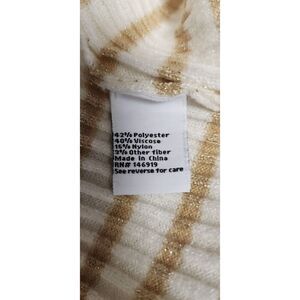 42% Polyester
40% Viscose
15% Nylon
3% Other fiber
Made in China
RN# 146919
See reverse for care